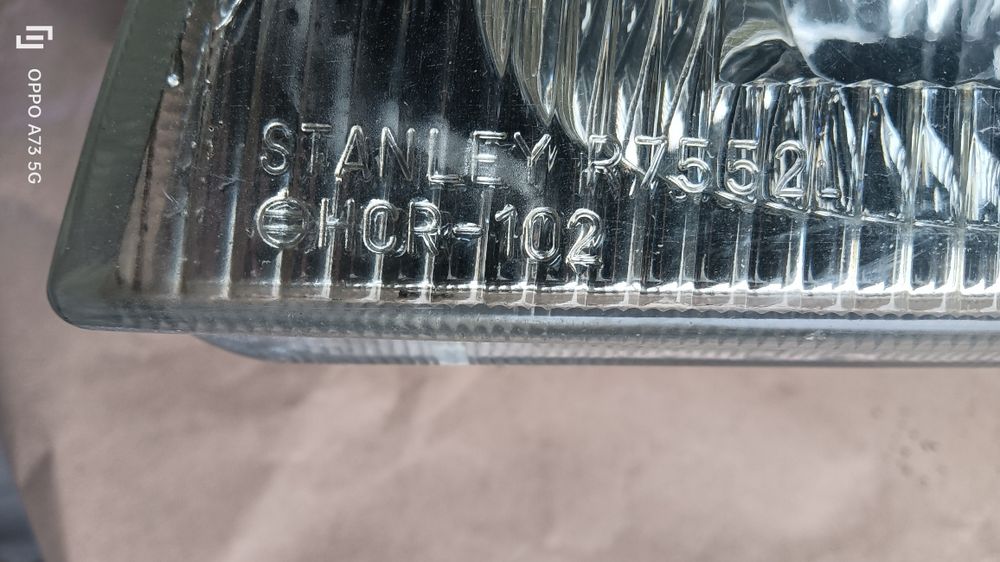 OPPO A73 5G
STANLEY R7552
HCR-102